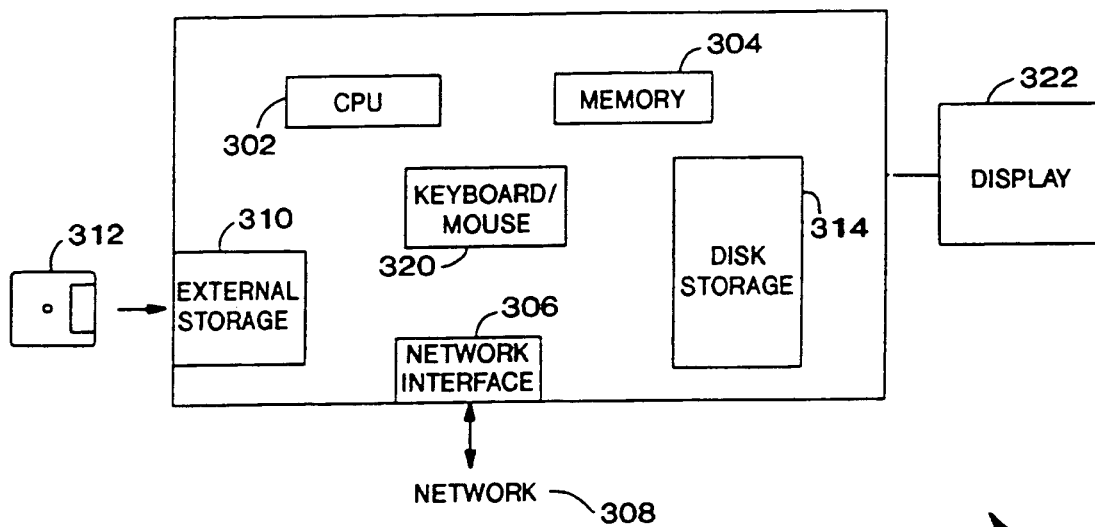 304
322
CPU
MEMORY
302
DISPLAY
KEYBOARD/
MOUSE
310
314
312
320
DISK
STORAGE
EXTERNAL
STORAGE
306
NETWORK
INTERFACE
NETWORK
308